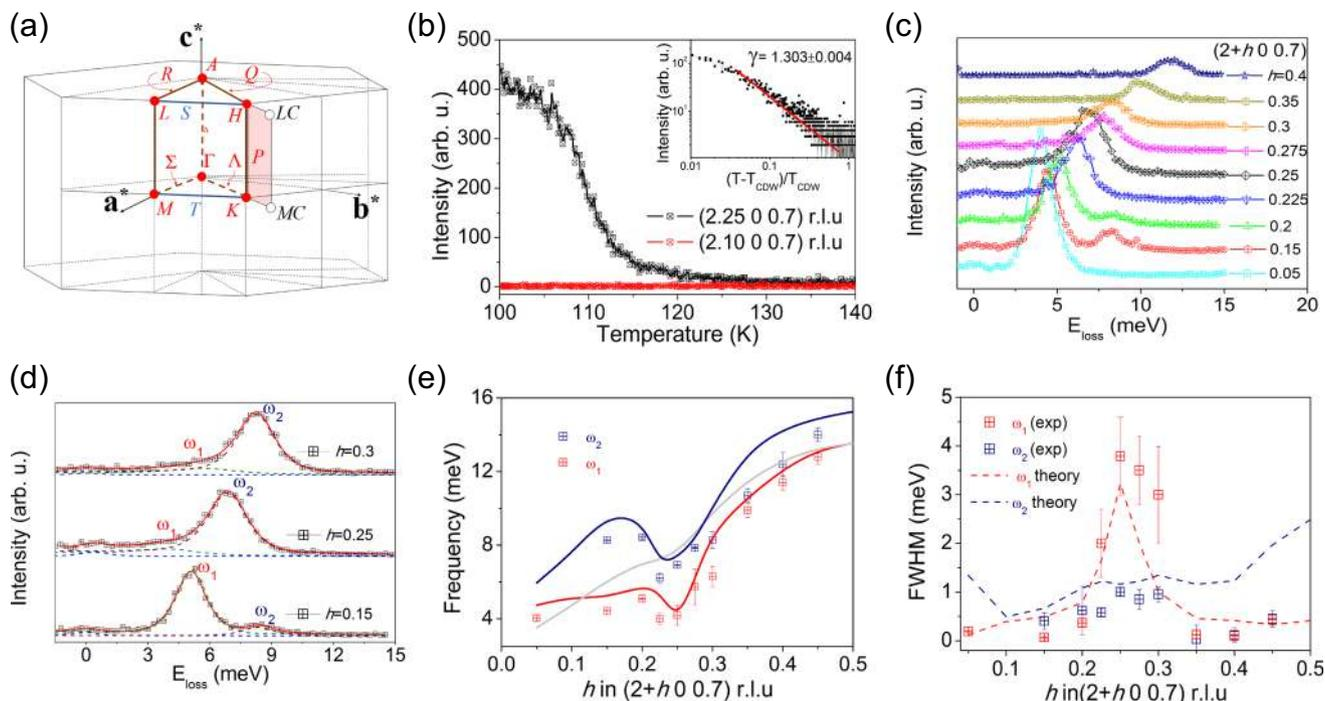 (a)
c*
R
A
Q
L
S
H
LC
Δ
P
Σ
Γ
Λ
a*
M
T
K
MC
b*
(b)
Intensity (arb. u.)
500
450
400
350
300
250
200
150
100
50
0
100 110 120 130 140
Temperature (K)
(2.25 0 0.7) r.l.u
(2.10 0 0.7) r.l.u
γ= 1.303±0.004
Intensity (arb. u.)
10²
10¹
0.01 0.1 1
(T-T_CDW)/T_CDW
(c)
Intensity (arb. u.)
(2+h 0 0.7)
h=0.4
0.35
0.3
0.275
0.25
0.225
0.2
0.15
0.05
0 5 10 15 20
E_loss (meV)
(d)
Intensity (arb. u.)
ω₁
ω₂
h=0.3
ω₁
ω₂
h=0.25
ω₁
ω₂
h=0.15
0 3 6 9 12 15
E_loss (meV)
(e)
Frequency (meV)
16
12
8
4
ω₂
ω₁
0.0 0.1 0.2 0.3 0.4 0.5
h in (2+h 0 0.7) r.l.u
(f)
FWHM (meV)
5
4
3
2
1
0
ω₁ (exp)
ω₂ (exp)
ω₁ theory
ω₂ theory
0.1 0.2 0.3 0.4 0.5
h in(2+h 0 0.7) r.l.u